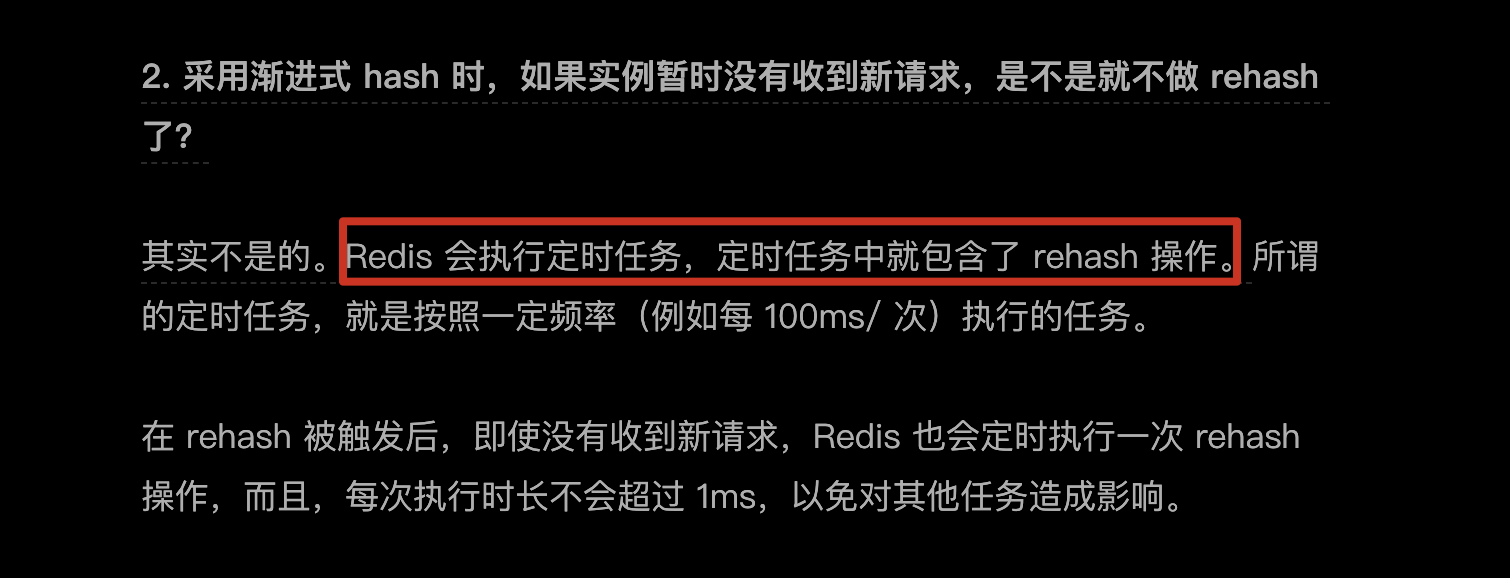 2. 采用渐进式 hash 时，如果实例暂时没有收到新请求，是不是就不做 rehash
了？
其实不是的。Redis 会执行定时任务，定时任务中就包含了 rehash 操作。所谓
的定时任务，就是按照一定频率（例如每 100ms/ 次）执行的任务。
在 rehash 被触发后，即使没有收到新请求，Redis 也会定时执行一次 rehash
操作，而且，每次执行时长不会超过 1ms，以免对其他任务造成影响。